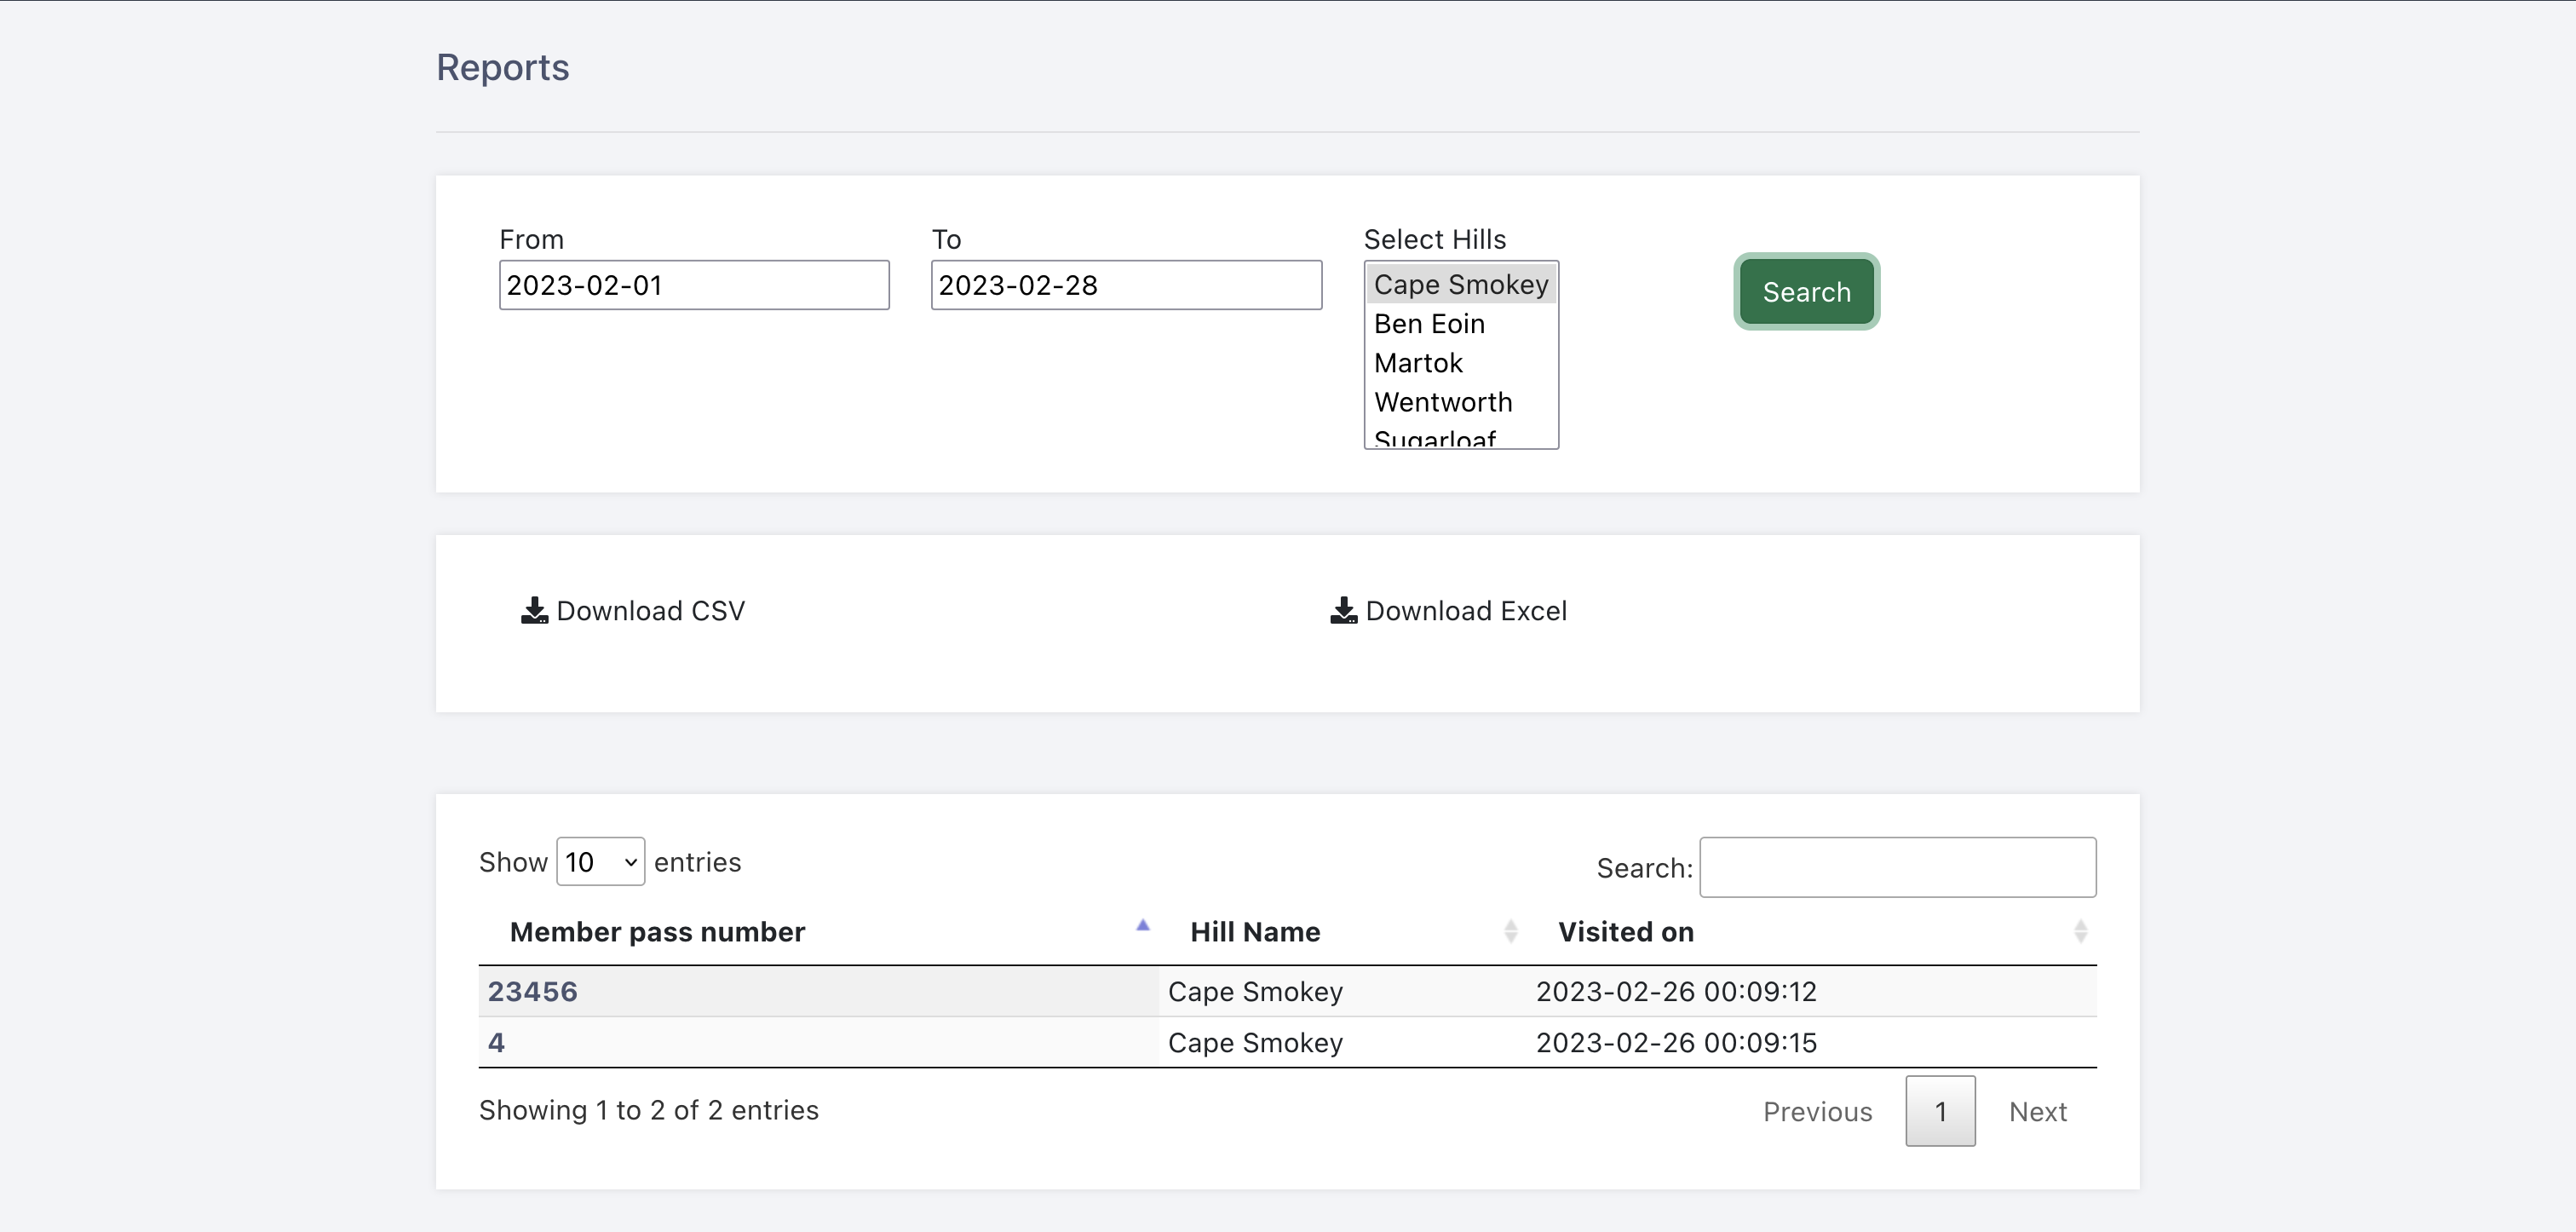 Reports
From
To
Select Hills
2023-02-01
2023-02-28
Cape Smokey
Ben Eoin
Martok
Wentworth
Sugarloaf
Search
Download CSV
Download Excel
Show 10 entries
Search:
Member pass number
Hill Name
Visited on
23456 Cape Smokey 2023-02-26 00:09:12
4 Cape Smokey 2023-02-26 00:09:15
Showing 1 to 2 of 2 entries
Previous 1 Next